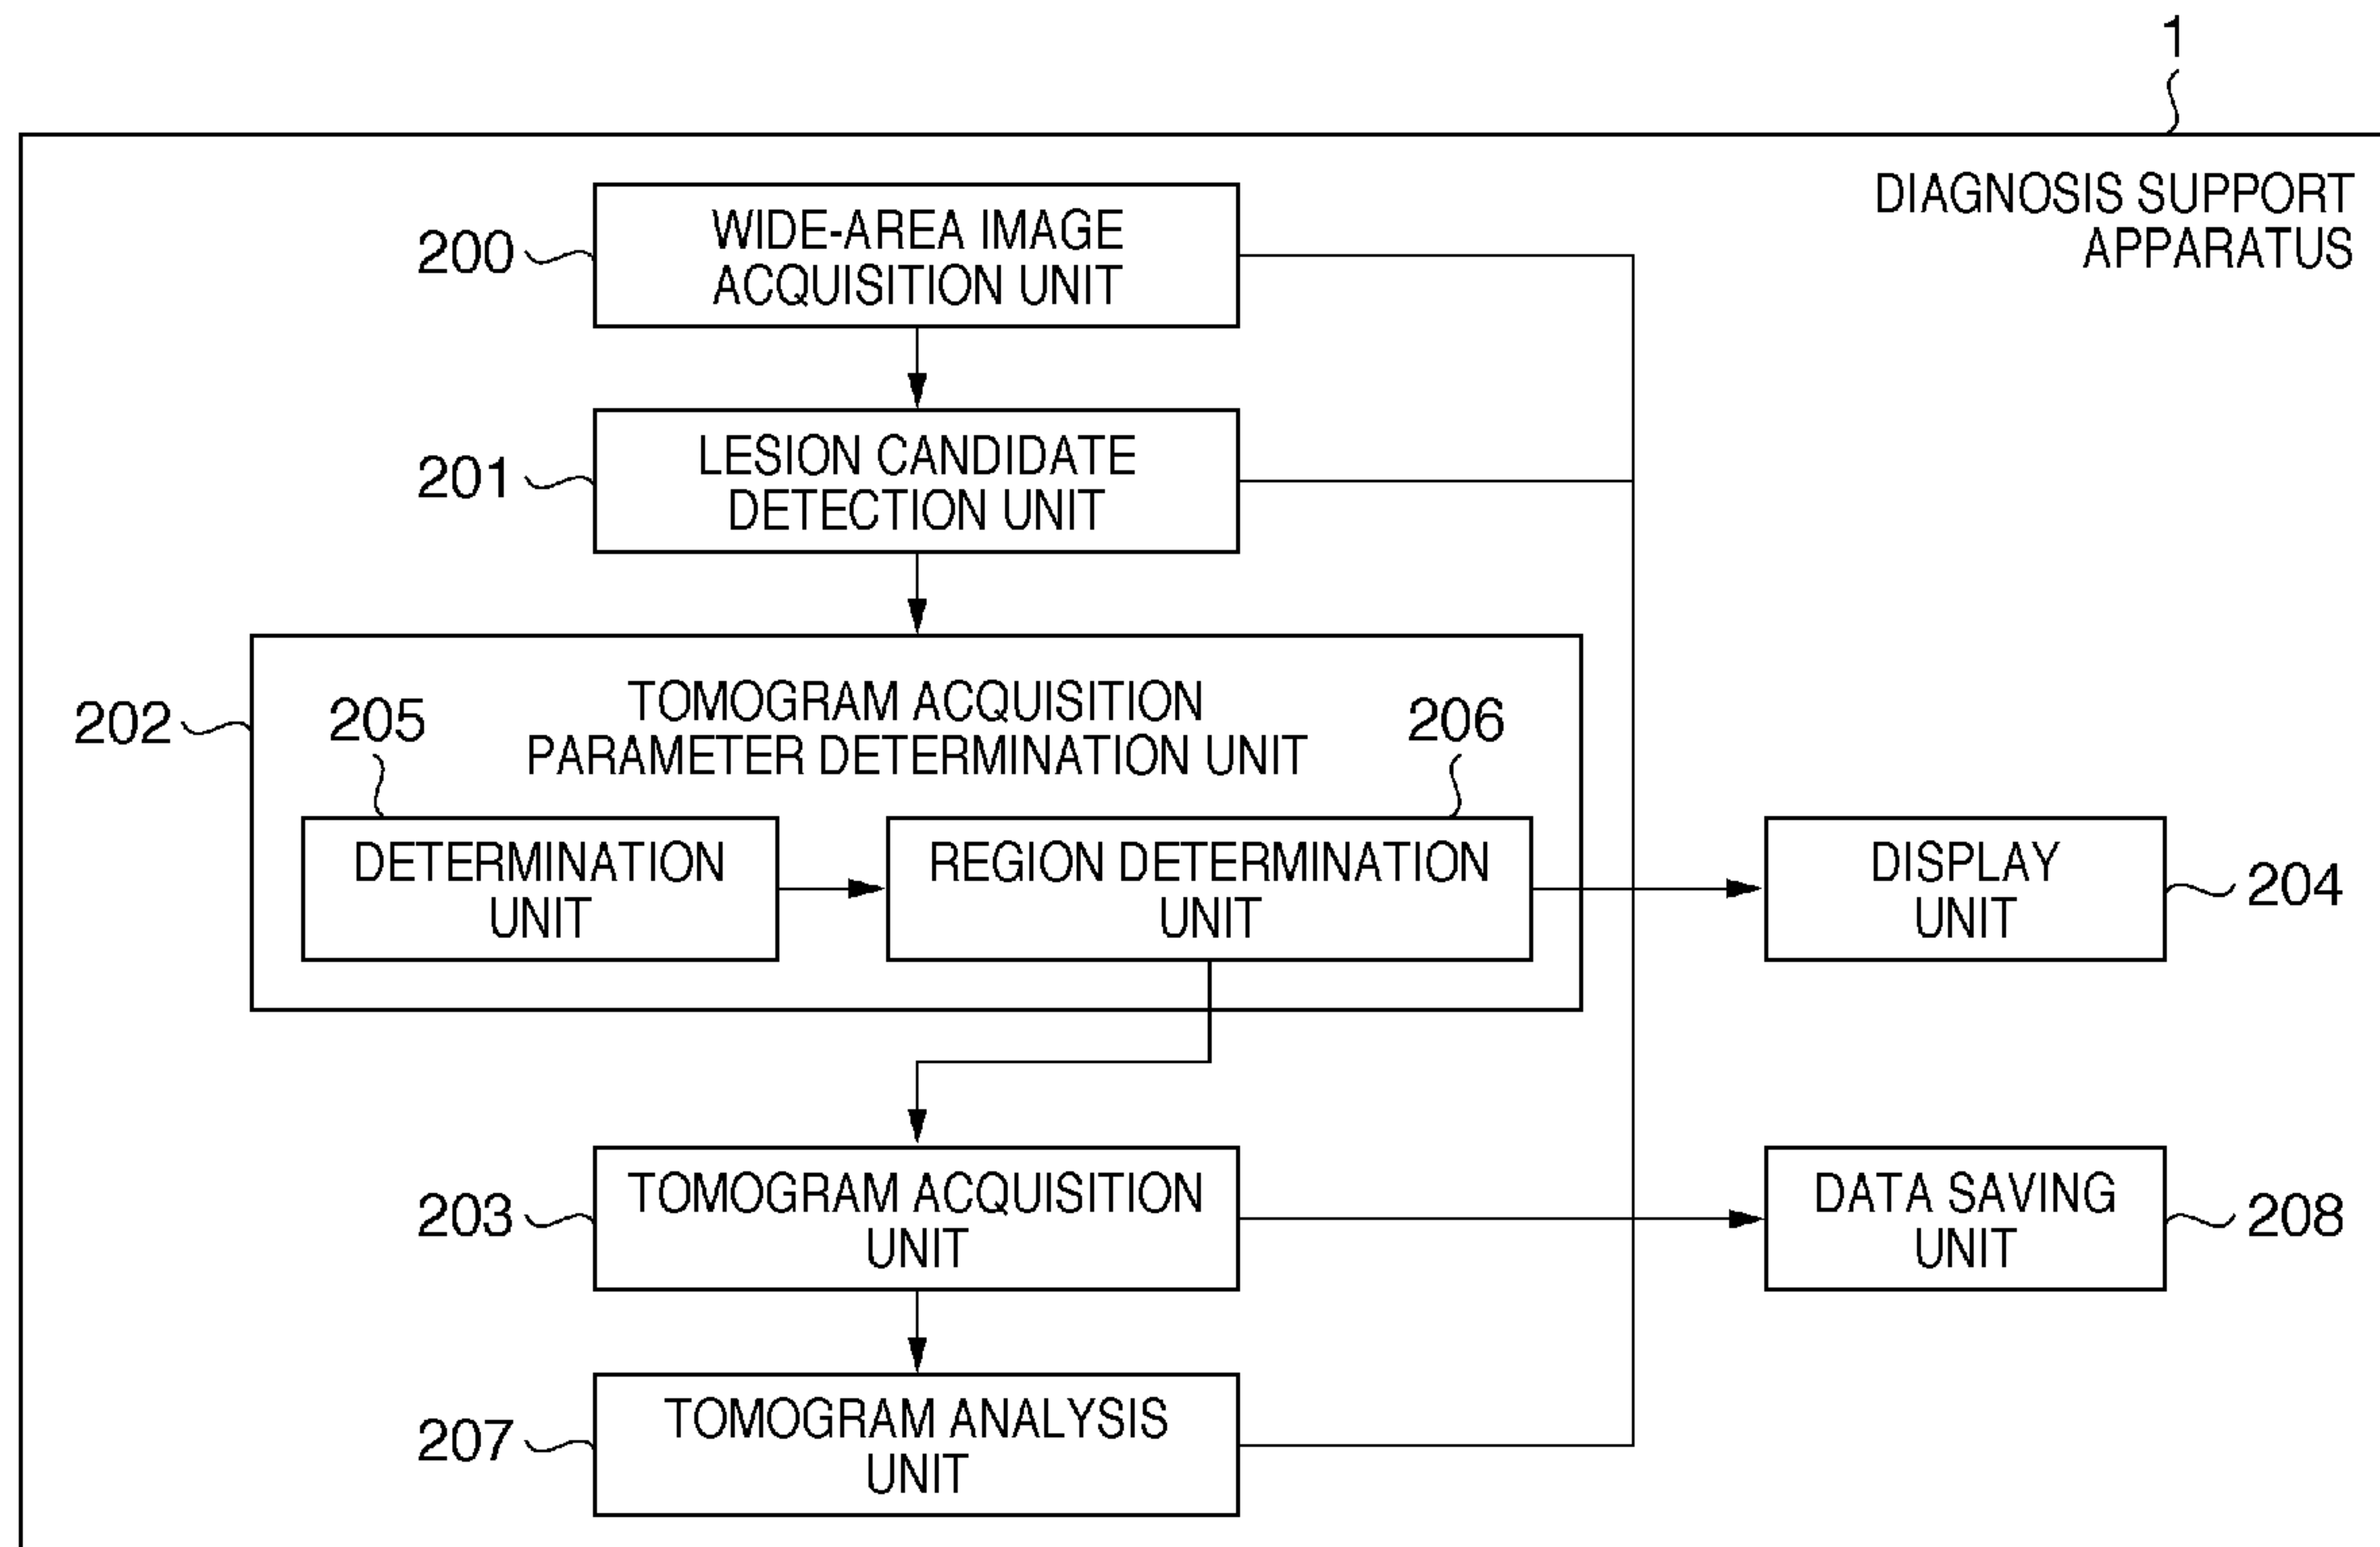 1
DIAGNOSIS SUPPORT
APPARATUS
200
WIDE-AREA IMAGE
ACQUISITION UNIT
201
LESION CANDIDATE
DETECTION UNIT
202
TOMOGRAM ACQUISITION
PARAMETER DETERMINATION UNIT
205
206
DETERMINATION
UNIT
REGION DETERMINATION
UNIT
DISPLAY
UNIT
204
203
TOMOGRAM ACQUISITION
UNIT
DATA SAVING
UNIT
208
207
TOMOGRAM ANALYSIS
UNIT